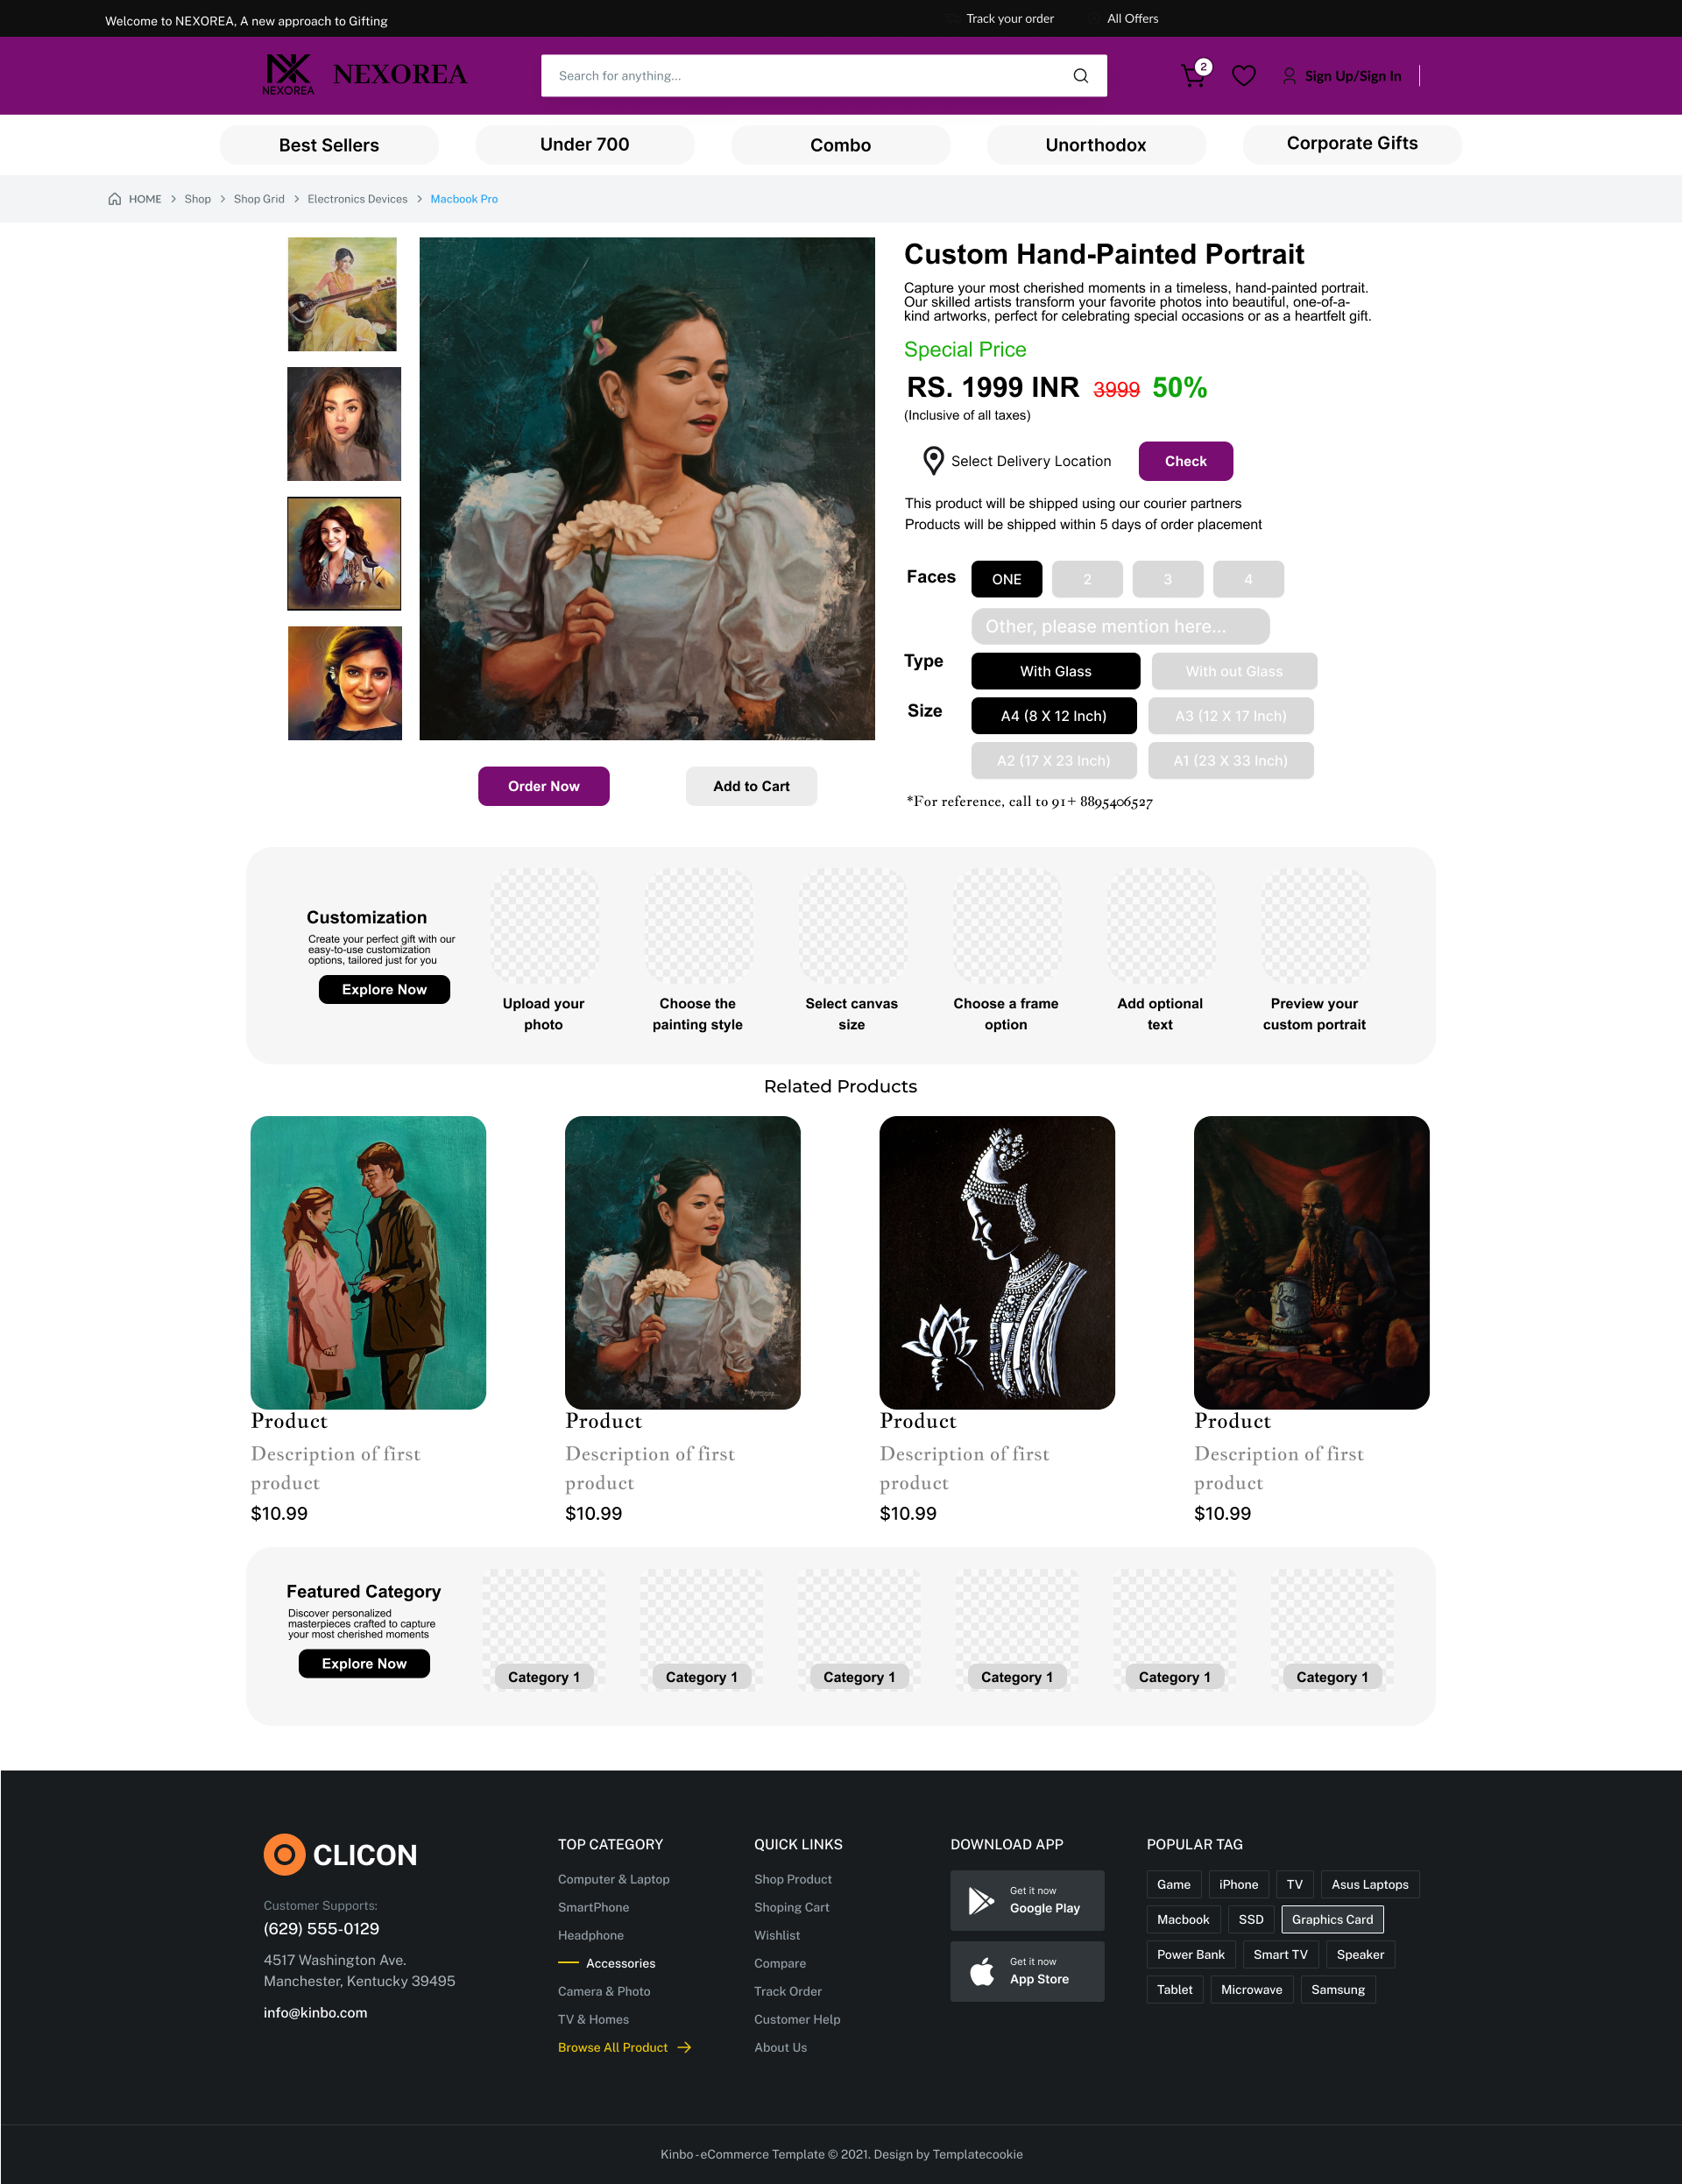 Welcome to NEXOREA, A new approach to Gifting
Track your order
All Offers
NEXOREA
NEXOREA
Search for anything...
2
Sign Up/Sign In
Best Sellers
Under 700
Combo
Unorthodox
Corporate Gifts
HOME > Shop > Shop Grid > Electronics Devices > Macbook Pro
Custom Hand-Painted Portrait
Capture your most cherished moments in a timeless, hand-painted portrait.
Our skilled artists transform your favorite photos into beautiful, one-of-a-
kind artworks, perfect for celebrating special occasions or as a heartfelt gift.
Special Price
RS. 1999 INR 3999 50%
(Inclusive of all taxes)
Select Delivery Location
Check
This product will be shipped using our courier partners
Products will be shipped within 5 days of order placement
Faces
ONE
2
3
4
Other, please mention here...
Type
With Glass
With out Glass
Size
A4 (8 X 12 Inch)
A3 (12 X 17 Inch)
A2 (17 X 23 Inch)
A1 (23 X 33 Inch)
Order Now
Add to Cart
*For reference, call to 91+ 8895406527
Customization
Create your perfect gift with our
easy-to-use customization
options, tailored just for you
Explore Now
Upload your
photo
Choose the
painting style
Select canvas
size
Choose a frame
option
Add optional
text
Preview your
custom portrait
Related Products
Product
Description of first
product
$10.99
Product
Description of first
product
$10.99
Product
Description of first
product
$10.99
Product
Description of first
product
$10.99
Featured Category
Discover personalized
masterpieces crafted to capture
your most cherished moments
Explore Now
Category 1
Category 1
Category 1
Category 1
Category 1
Category 1
CLICON
Customer Supports:
(629) 555-0129
4517 Washington Ave.
Manchester, Kentucky 39495
info@kinbo.com
TOP CATEGORY
Computer & Laptop
SmartPhone
Headphone
Accessories
Camera & Photo
TV & Homes
Browse All Product
QUICK LINKS
Shop Product
Shoping Cart
Wishlist
Compare
Track Order
Customer Help
About Us
DOWNLOAD APP
Get it now
Google Play
Get it now
App Store
POPULAR TAG
Game
iPhone
TV
Asus Laptops
Macbook
SSD
Graphics Card
Power Bank
Smart TV
Speaker
Tablet
Microwave
Samsung
Kinbo - eCommerce Template © 2021. Design by Templatecookie